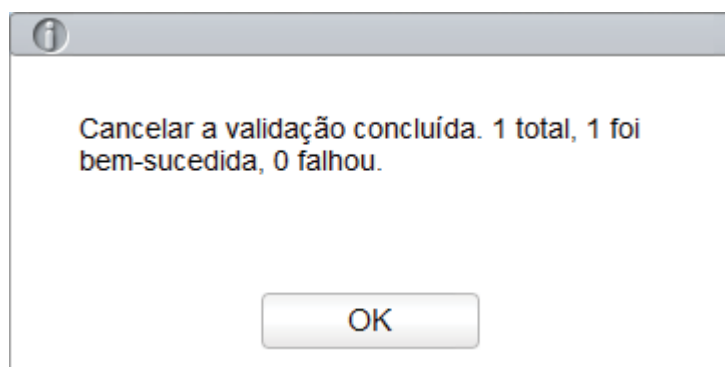 Cancelar a validação concluída. 1 total, 1 foi
bem-sucedida, 0 falhou.
OK